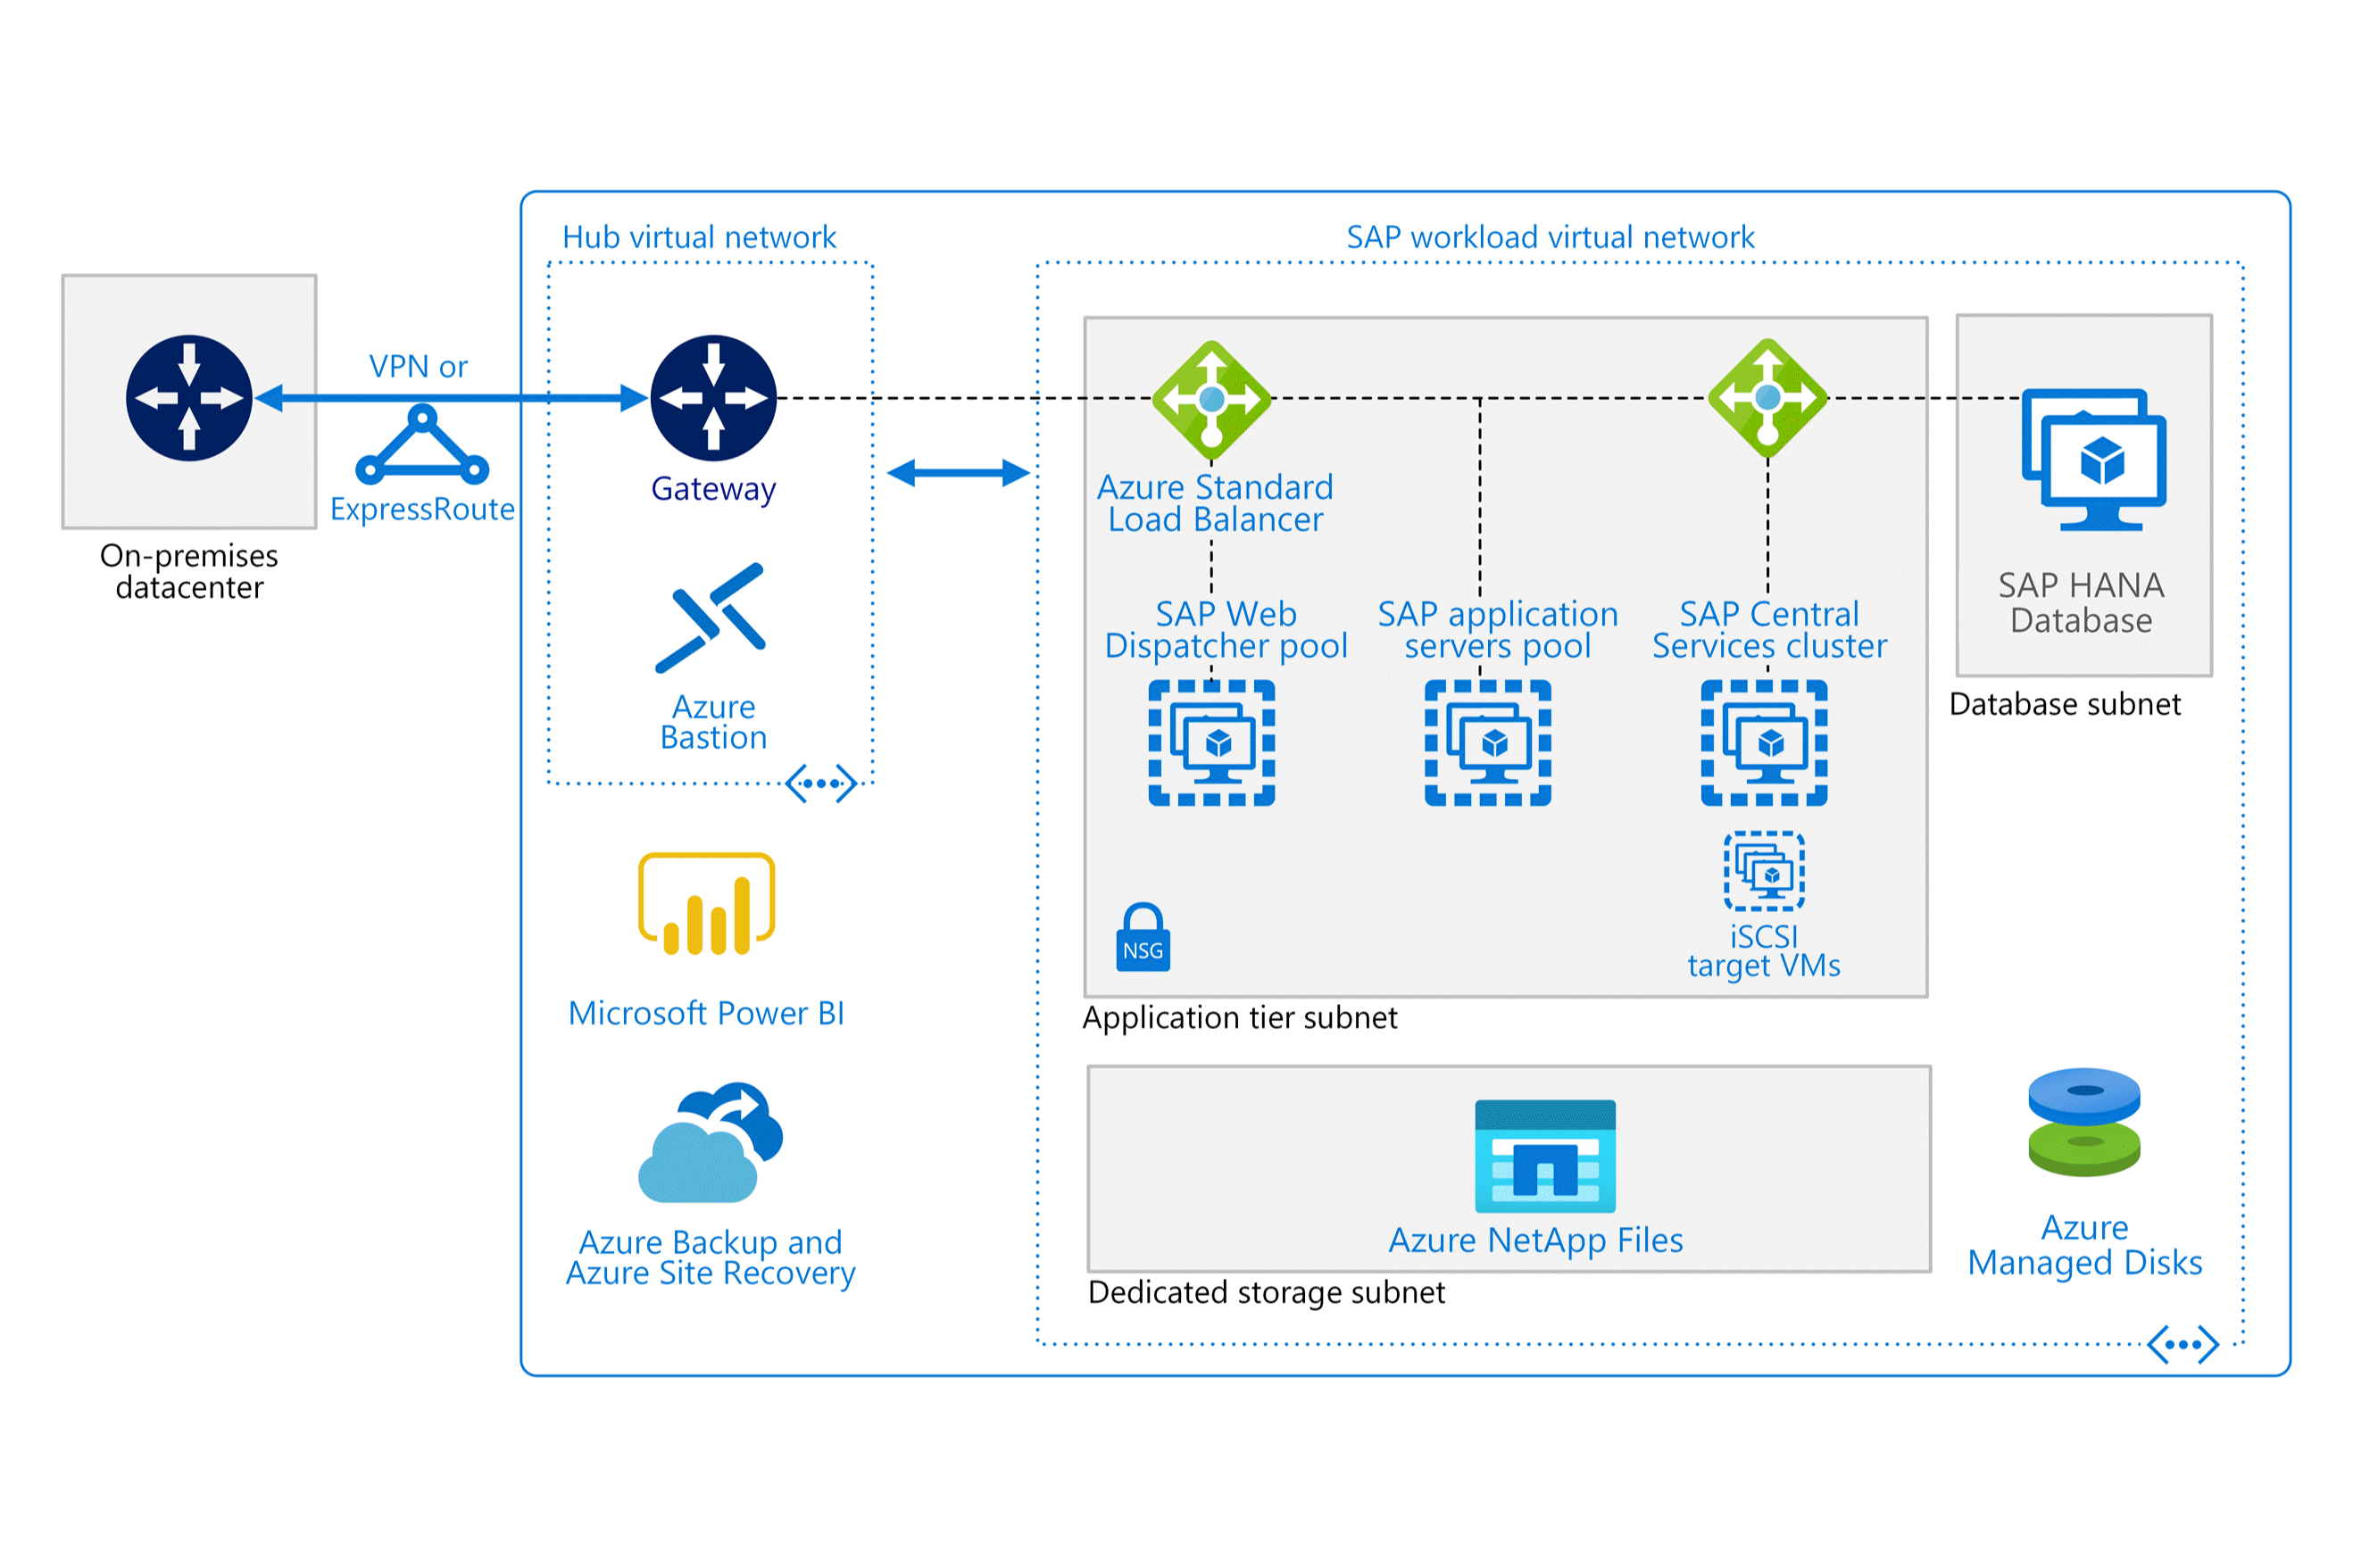 Hub virtual network
SAP workload virtual network
VPN or
ExpressRoute
On-premises
datacenter
Gateway
Azure
Bastion
Azure Standard
Load Balancer
SAP Web
Dispatcher pool
SAP application
servers pool
SAP Central
Services cluster
SAP HANA
Database
Database subnet
iSCSI
target VMs
NSG
Application tier subnet
Microsoft Power BI
Azure Backup and
Azure Site Recovery
Azure NetApp Files
Dedicated storage subnet
Azure
Managed Disks